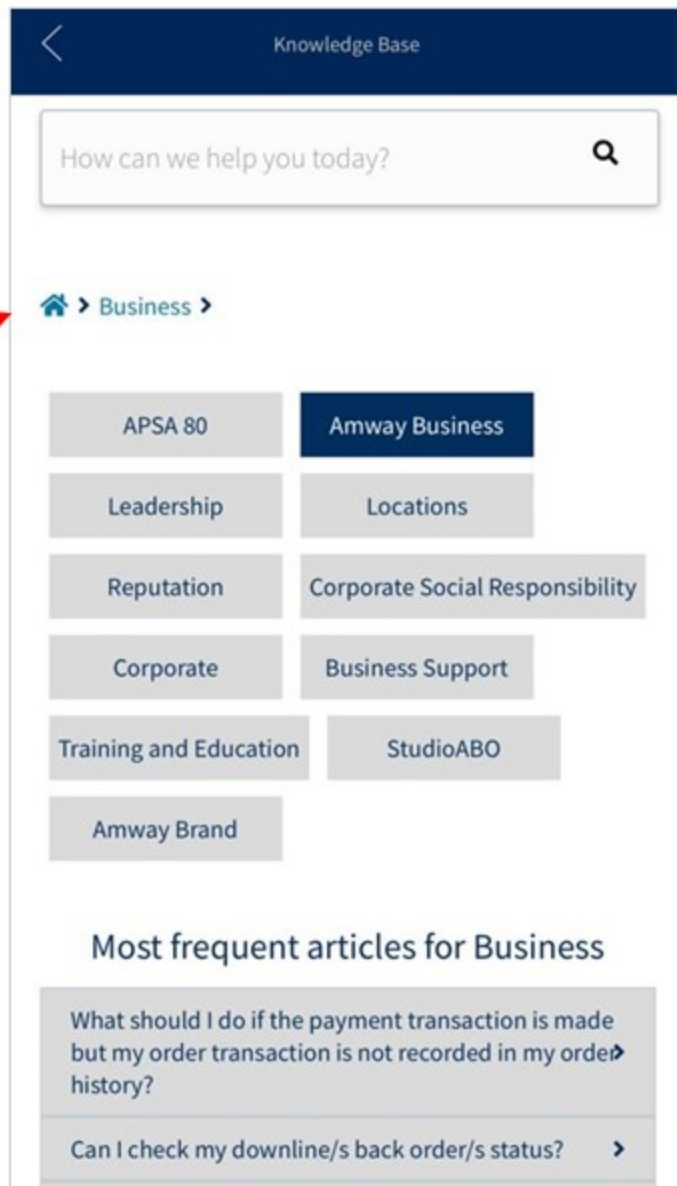 Knowledge Base
How can we help you today?
Business
APSA 80
Amway Business
Leadership
Locations
Reputation
Corporate Social Responsibility
Corporate
Business Support
Training and Education
StudioABO
Amway Brand
Most frequent articles for Business
What should I do if the payment transaction is made
but my order transaction is not recorded in my order
history?
Can I check my downline/s back order/s status?